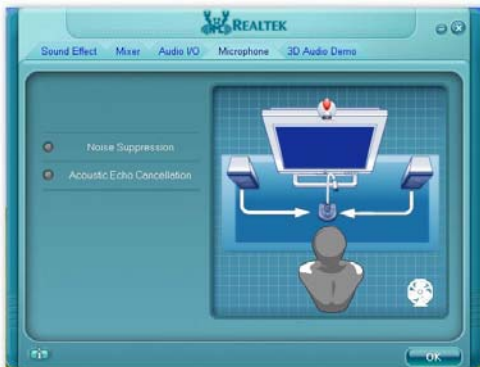 REALTEK
Sound Effect Mixer Audio I/O Microphone 3D Audio Demo
Noise Suppression
Acoustic Echo Cancellation
OK